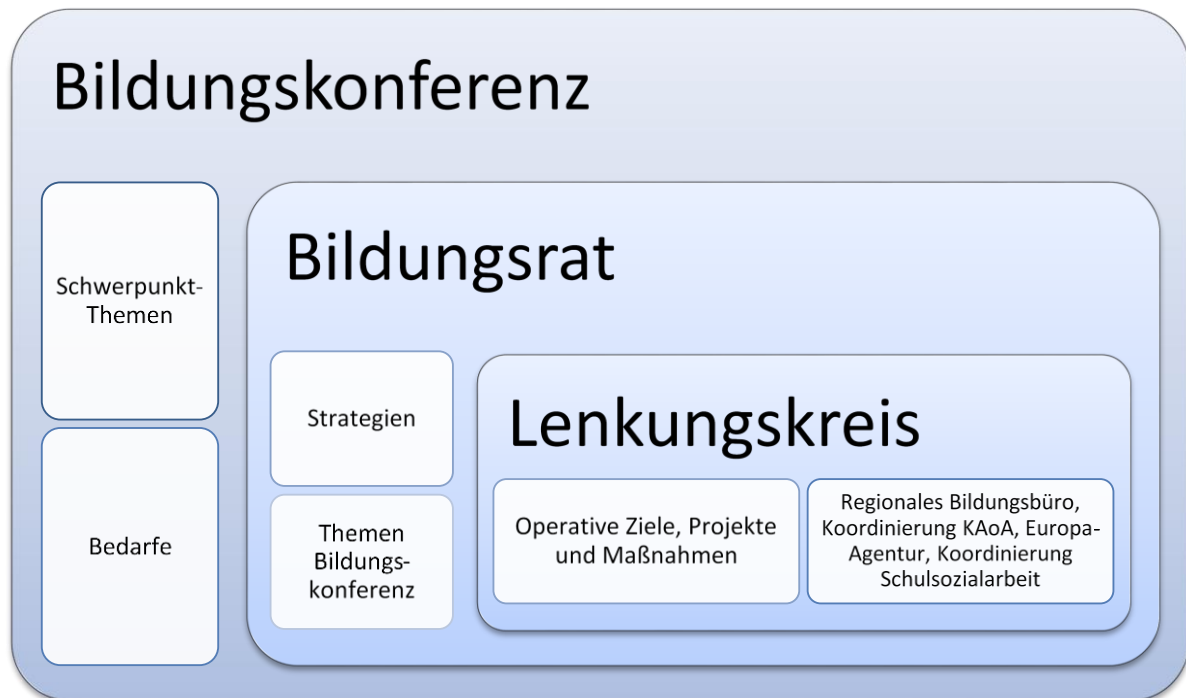 Bildungskonferenz
Schwerpunkt-
Themen
Bedarfe
Bildungsrat
Strategien
Themen
Bildungs-
konferenz
Lenkungskreis
Operative Ziele, Projekte
und Maßnahmen
Regionales Bildungsbüro,
Koordinierung KAoA, Europa-
Agentur, Koordinierung
Schulsozialarbeit